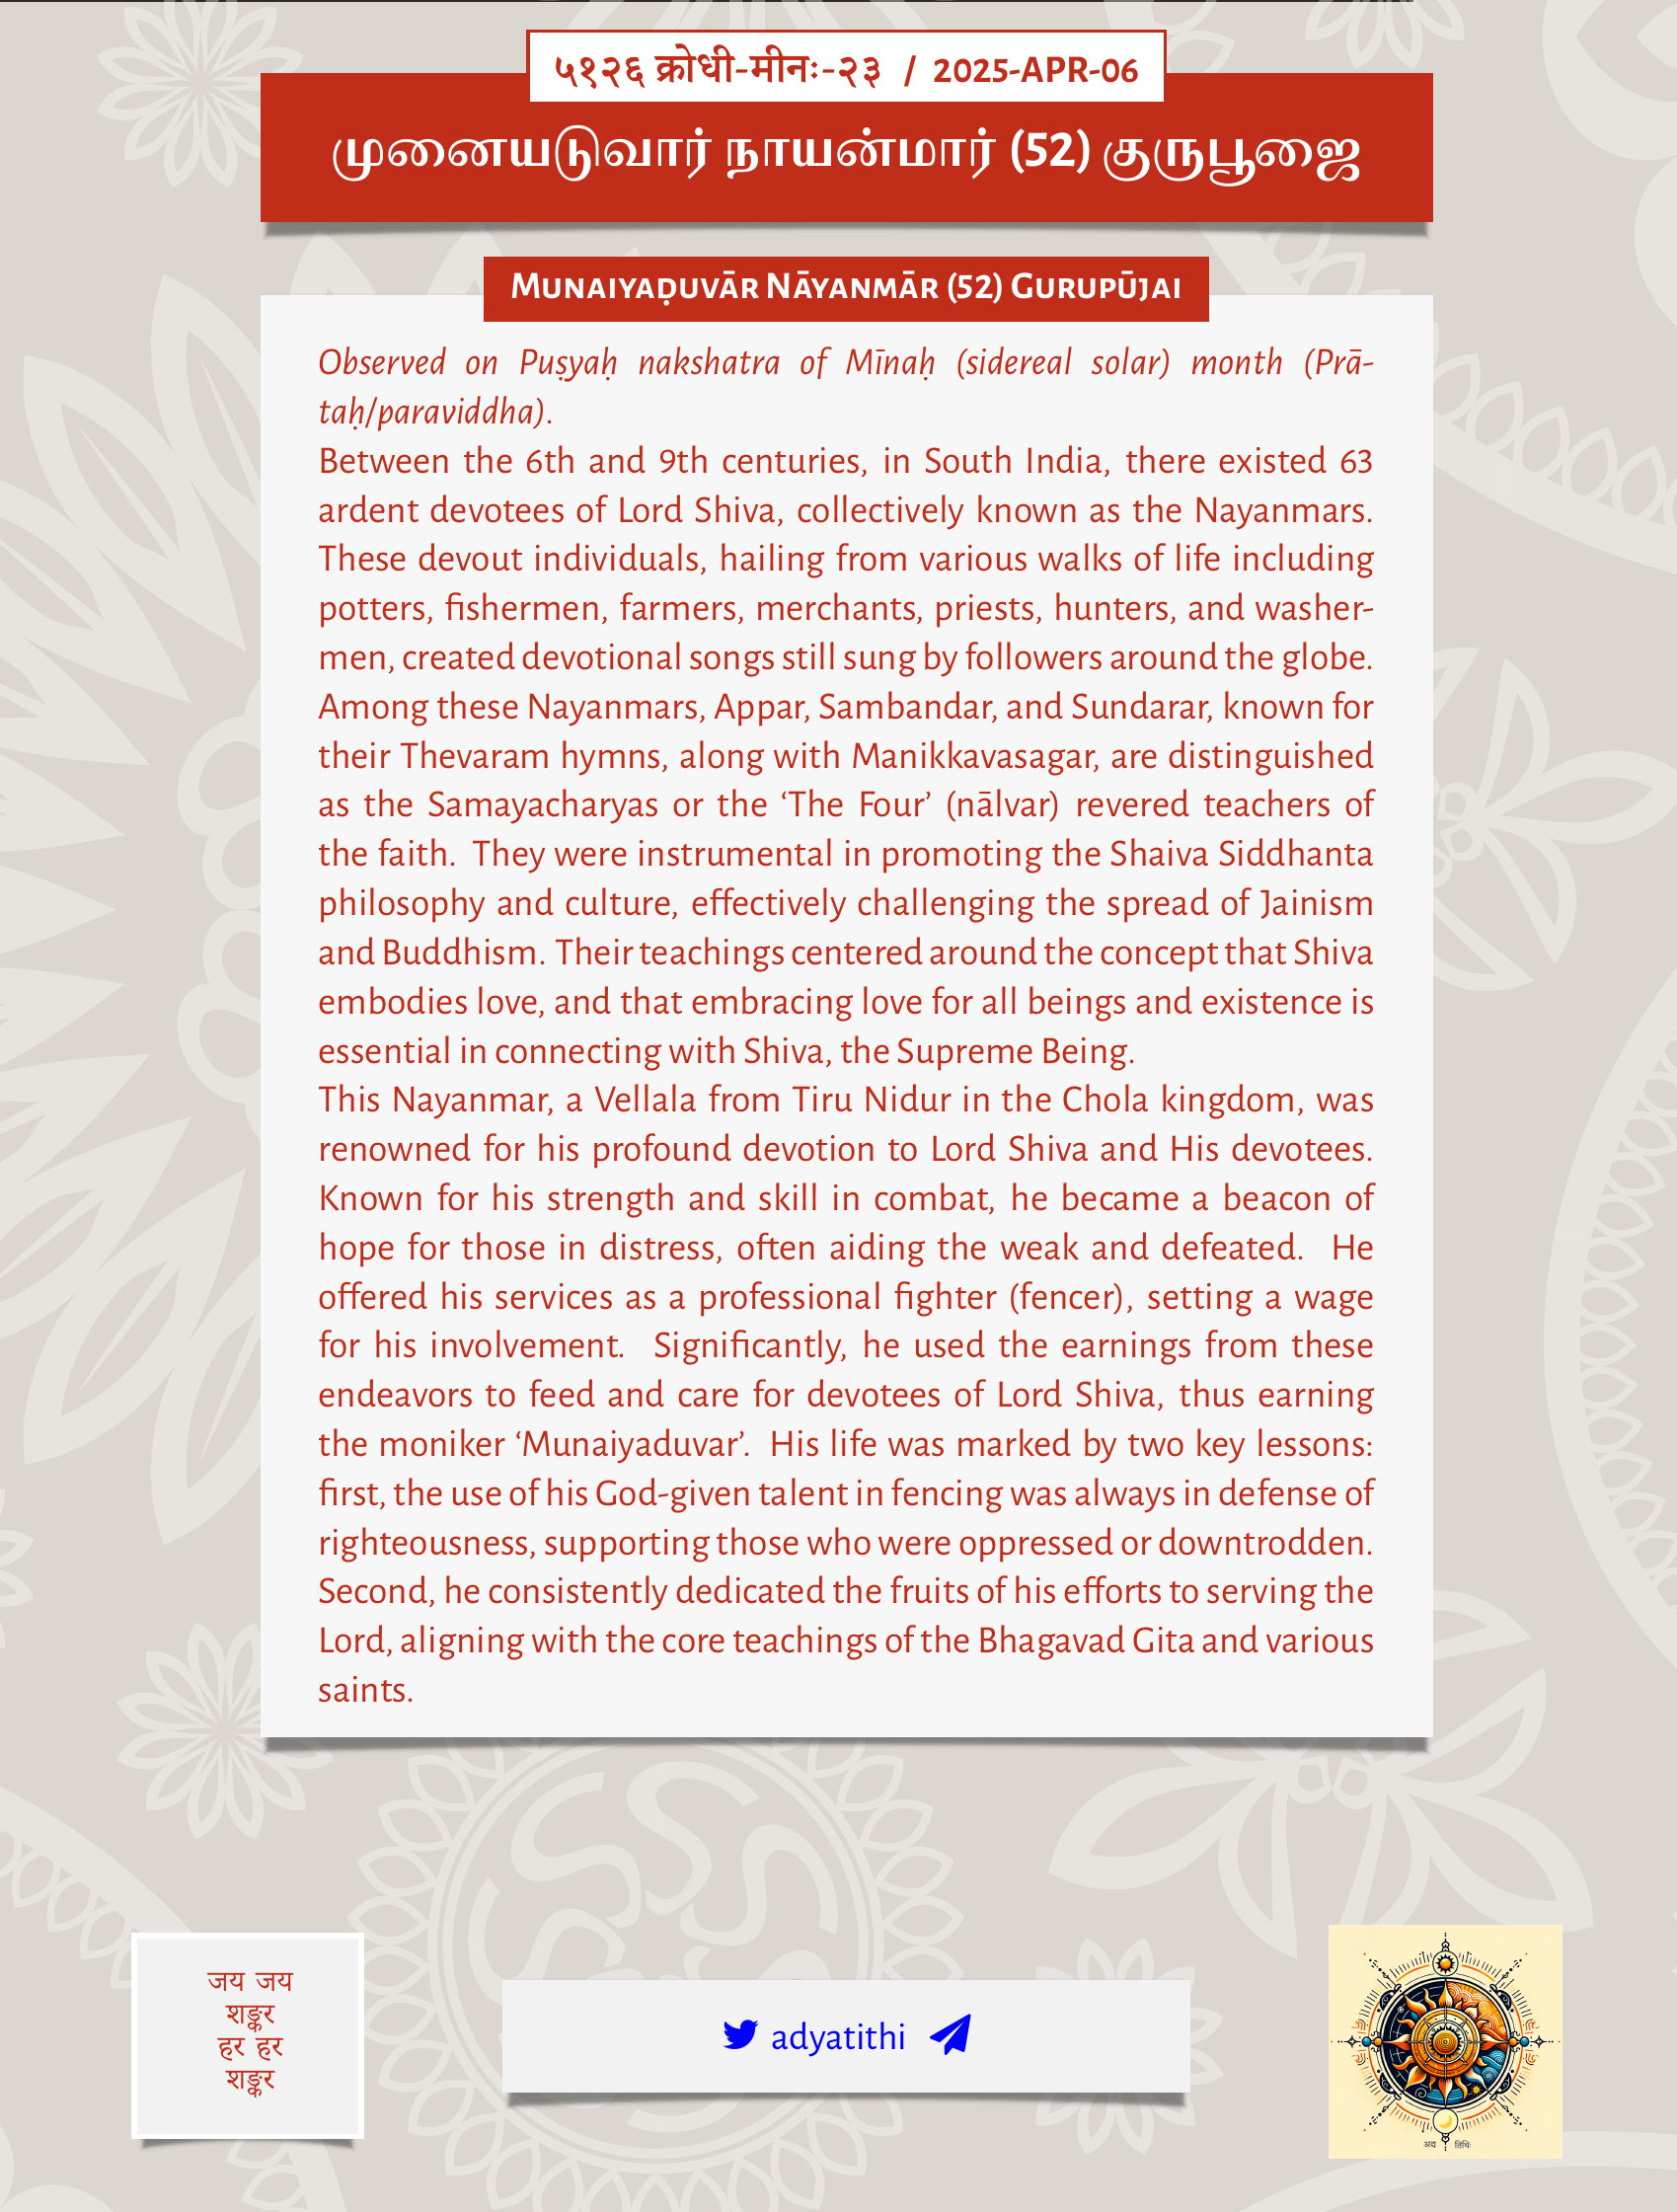 ५१२६ क्रोधी-मीनः-२३ / 2025-APR-06
முனையடுவார் நாயன்மார் (52) குருபூஜை
Munaiyaḍuvār Nāyanmār (52) Gurupūjai
Observed on Puṣyaḥ nakshatra of Mīnaḥ (sidereal solar) month (Prā-
taḥ/paraviddha).
Between the 6th and 9th centuries, in South India, there existed 63
ardent devotees of Lord Shiva, collectively known as the Nayanmars.
These devout individuals, hailing from various walks of life including
potters, fishermen, farmers, merchants, priests, hunters, and washer-
men, created devotional songs still sung by followers around the globe.
Among these Nayanmars, Appar, Sambandar, and Sundarar, known for
their Thevaram hymns, along with Manikkavasagar, are distinguished
as the Samayacharyas or the ‘The Four’ (nālvar) revered teachers of
the faith. They were instrumental in promoting the Shaiva Siddhanta
philosophy and culture, effectively challenging the spread of Jainism
and Buddhism. Their teachings centered around the concept that Shiva
embodies love, and that embracing love for all beings and existence is
essential in connecting with Shiva, the Supreme Being.
This Nayanmar, a Vellala from Tiru Nidur in the Chola kingdom, was
renowned for his profound devotion to Lord Shiva and His devotees.
Known for his strength and skill in combat, he became a beacon of
hope for those in distress, often aiding the weak and defeated. He
offered his services as a professional fighter (fencer), setting a wage
for his involvement. Significantly, he used the earnings from these
endeavors to feed and care for devotees of Lord Shiva, thus earning
the moniker ‘Munaiyaduvar’. His life was marked by two key lessons:
first, the use of his God-given talent in fencing was always in defense of
righteousness, supporting those who were oppressed or downtrodden.
Second, he consistently dedicated the fruits of his efforts to serving the
Lord, aligning with the core teachings of the Bhagavad Gita and various
saints.
जय जय
शङ्कर
हर हर
शङ्कर
adyatithi
अद्य तिथिः